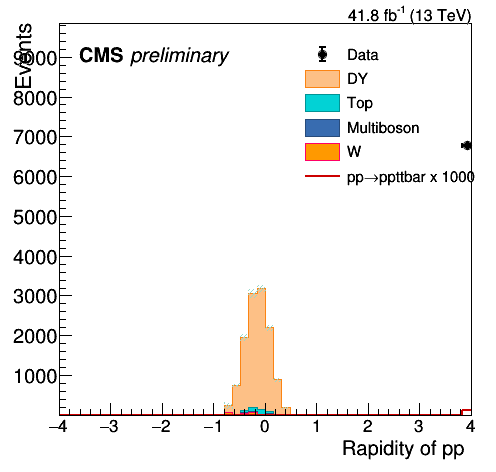 41.8 fb⁻¹ (13 TeV)
Events
CMS preliminary
Data
DY
Top
Multiboson
W
pp→ppttbar x 1000
9000
8000
7000
6000
5000
4000
3000
2000
1000
−4 −3 −2 −1 0 1 2 3 4
Rapidity of pp